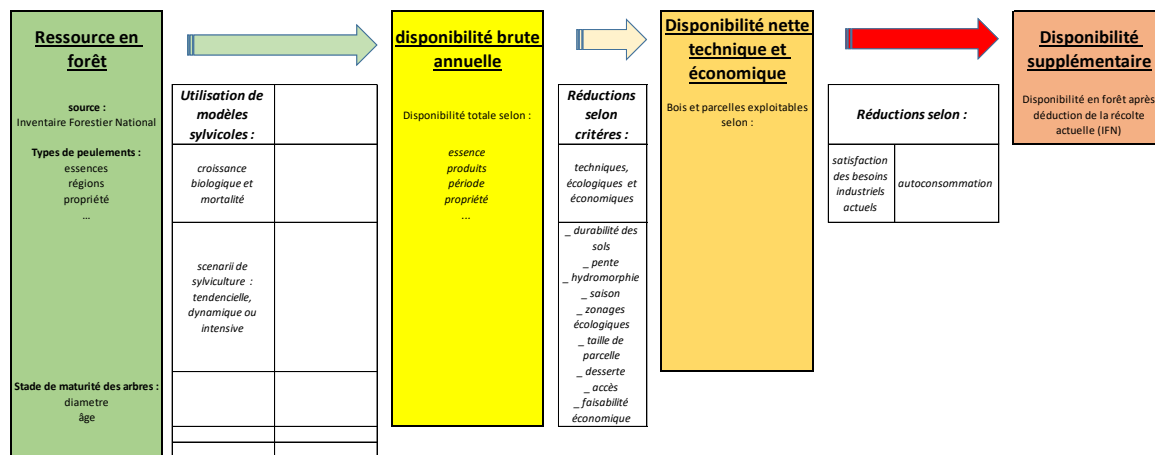 Ressource en
forêt
source :
Inventaire Forestier National
Types de peulements :
essences
régions
propriété
...
Stade de maturité des arbres :
diametre
âge
Utilisation de
modèles
sylvicoles :
croissance
biologique et
mortalité
scenarii de
sylviculture :
tendencielle,
dynamique ou
intensive
disponibilité brute
annuelle
Disponibilité totale selon :
essence
produits
période
propriété
...
Réductions
selon
critéres :
techniques,
écologiques et
économiques
_ durabilité des
sols
_ pente
_ hydromorphie
_ saison
_ zonages
écologiques
_ taille de
parcelle
_ desserte
_ accès
_ faisabilité
économique
Disponibilité nette
technique et
économique
Bois et parcelles exploitables
selon :
Réductions selon :
satisfaction
des besoins
industriels
actuels
autoconsommation
Disponibilité
supplémentaire
Disponibilité en forêt après
déduction de la récolte
actuelle (IFN)